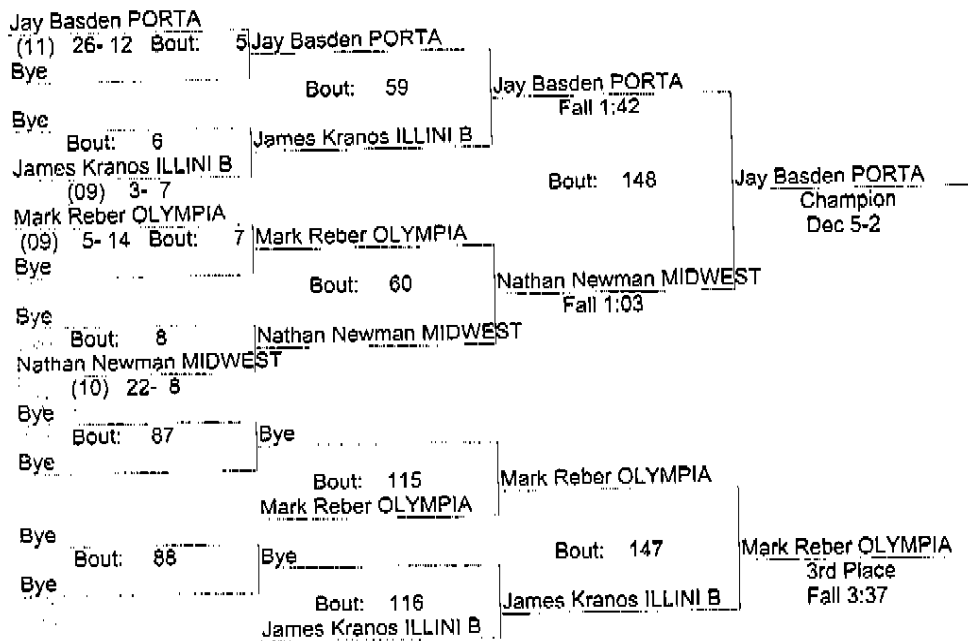 Jay Basden PORTA
(11) 26- 12 Bout: 5 Jay Basden PORTA
Bye
Bout: 59 Jay Basden PORTA
Fall 1:42
Bye
Bout: 6 James Kranos ILLINI B
James Kranos ILLINI B
(09) 3- 7
Bout: 148 Jay Basden PORTA
Champion
Dec 5-2
Mark Reber OLYMPIA
(09) 5- 14 Bout: 7 Mark Reber OLYMPIA
Bye
Bout: 60 Nathan Newman MIDWEST
Fall 1:03
Bye
Bout: 8 Nathan Newman MIDWEST
Nathan Newman MIDWEST
(10) 22- 8
Bye
Bout: 87 Bye
Bye
Bout: 115 Mark Reber OLYMPIA
Mark Reber OLYMPIA
Bye
Bout: 88 Bye
Bout: 147 Mark Reber OLYMPIA
3rd Place
Fall 3:37
Bye
Bout: 116 James Kranos ILLINI B
James Kranos ILLINI B